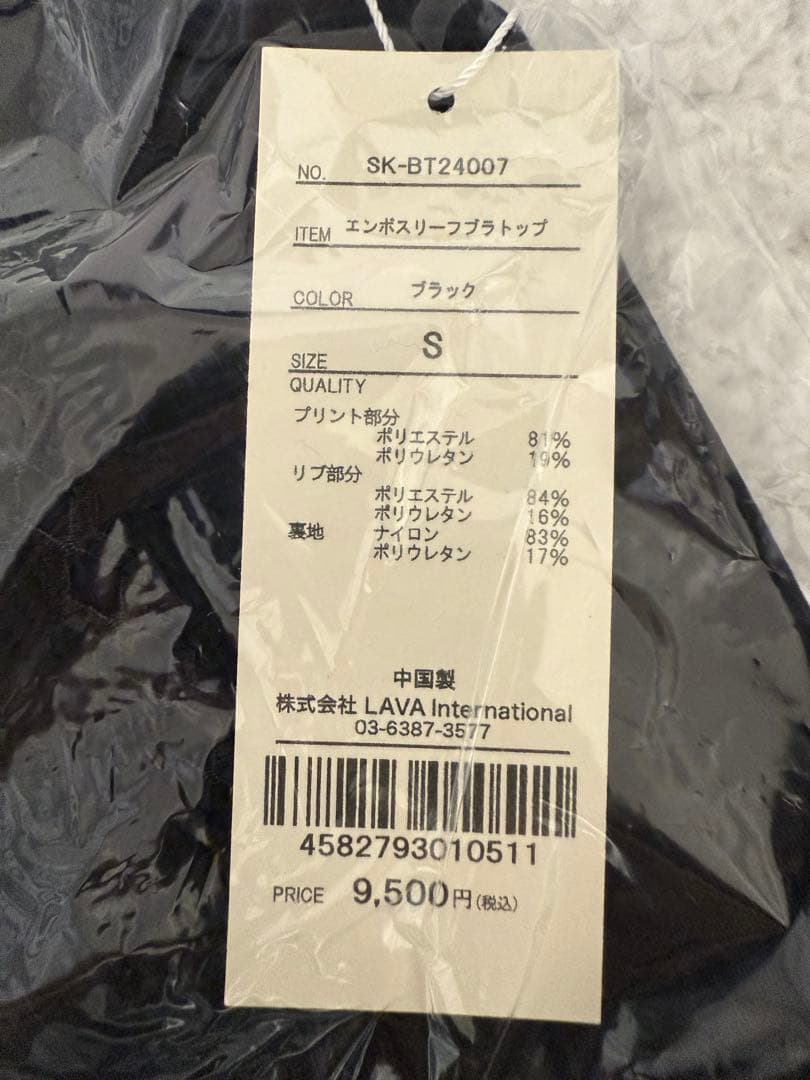 NO. SK-BT24007
ITEM エンボスリーフブラトップ
COLOR ブラック
SIZE S
QUALITY
プリント部分
ポリエステル 81%
ポリウレタン 19%
リブ部分
ポリエステル 84%
ポリウレタン 16%
裏地 ナイロン 83%
ポリウレタン 17%
中国製
株式会社 LAVA International
03-6387-3577
4582793010511
PRICE 9,500円(税込)